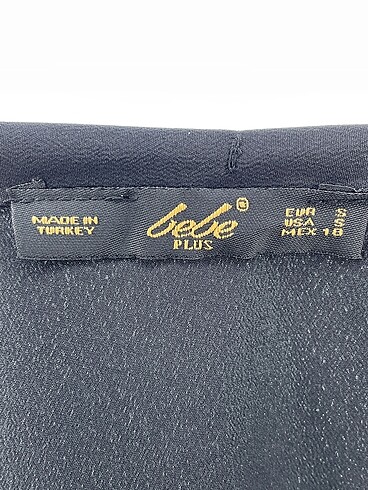 MADE IN
TURKEY
bebe®
PLUS
EUR S
USA S
MEX 18